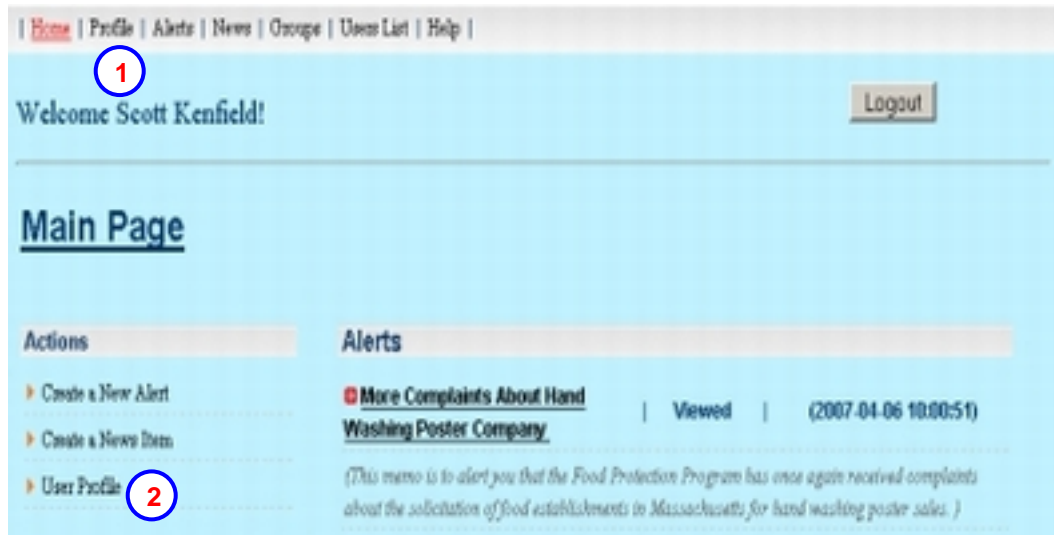 | Home | Profile | Alerts | News | Groups | Users List | Help |
1
Welcome Scott Kenfield!
Logout
Main Page
Actions
Create a New Alert
Create a News Item
User Profile
2
Alerts
More Complaints About Hand
Washing Poster Company
| Viewed | (2007-04-06 10:00:51)
(This memo is to alert you that the Food Protection Program has once again received complaints
about the solicitation of food establishments in Massachusetts for hand washing poster sales. )